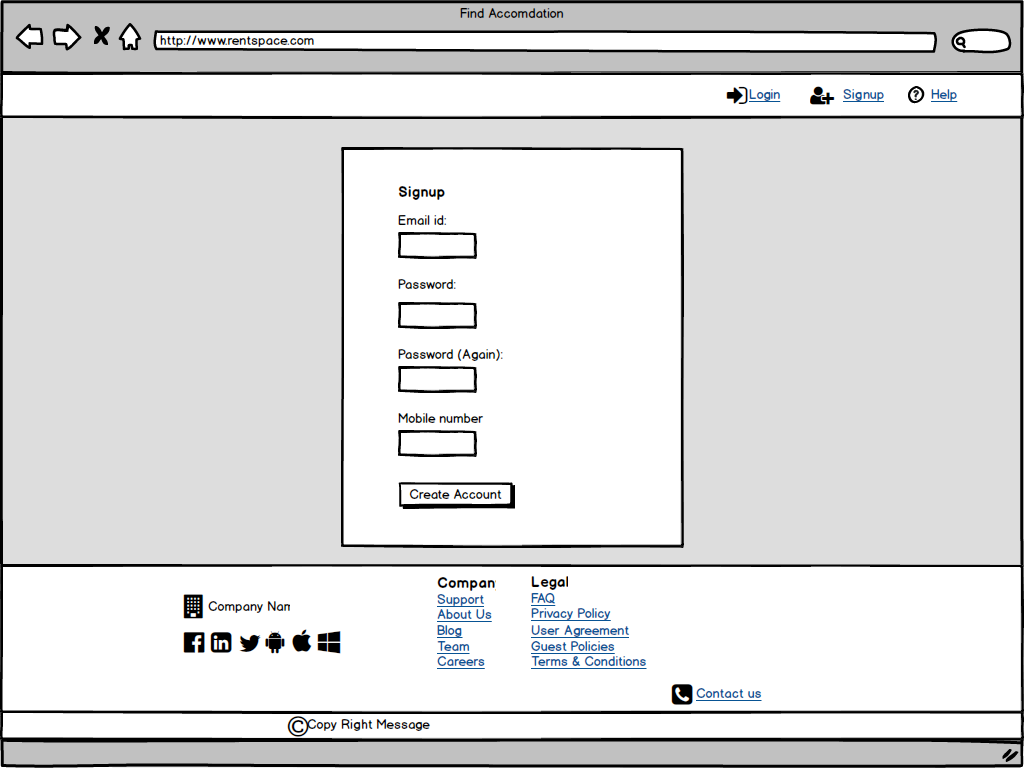 Find Accomdation
http://www.rentspace.com
Login Signup Help
Signup
Email id:
Password:
Password (Again):
Mobile number
Create Account
Company Nam
Compan
Support
About Us
Blog
Team
Careers
Legal
FAQ
Privacy Policy
User Agreement
Guest Policies
Terms & Conditions
Contact us
© Copy Right Message